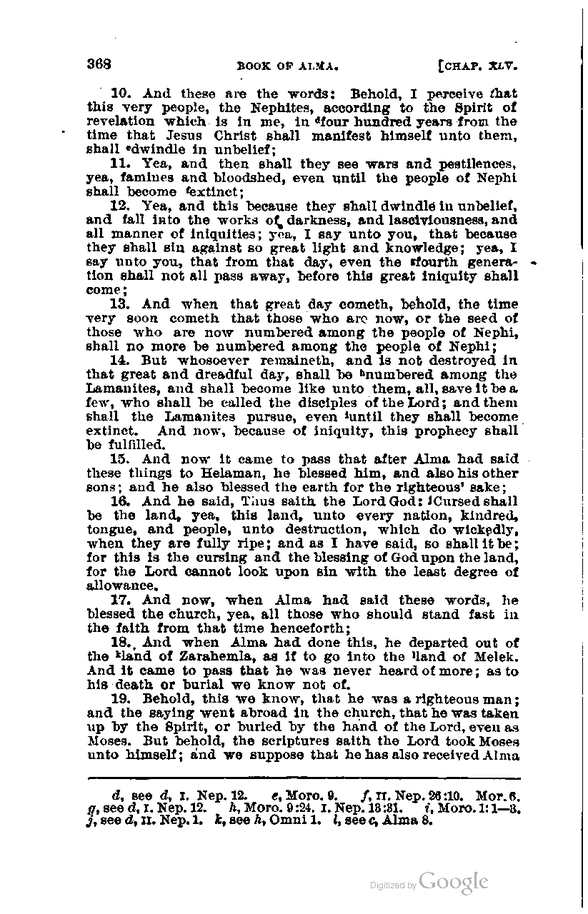 368 BOOK OF ALMA. [CHAP. XLV.
10. And these are the words: Behold, I perceive that
this very people, the Nephites, according to the Spirit of
revelation which is in me, in dfour hundred years from the
time that Jesus Christ shall manifest himself unto them,
shall edwindle in unbelief;
11. Yea, and then shall they see wars and pestilences,
yea, famines and bloodshed, even until the people of Nephi
shall become fextinct;
12. Yea, and this because they shall dwindle in unbelief,
and fall into the works of darkness, and lasciviousness, and
all manner of iniquities; yea, I say unto you, that because
they shall sin against so great light and knowledge; yea, I
say unto you, that from that day, even the gfourth genera-
tion shall not all pass away, before this great iniquity shall
come;
13. And when that great day cometh, behold, the time
very soon cometh that those who are now, or the seed of
those who are now numbered among the people of Nephi,
shall no more be numbered among the people of Nephi;
14. But whosoever remaineth, and is not destroyed in
that great and dreadful day, shall be hnumbered among the
Lamanites, and shall become like unto them, all, save it be a
few, who shall be called the disciples of the Lord; and them
shall the Lamanites pursue, even iuntil they shall become
extinct. And now, because of iniquity, this prophecy shall
be fulfilled.
15. And now it came to pass that after Alma had said
these things to Helaman, he blessed him, and also his other
sons; and he also blessed the earth for the righteous' sake;
16. And he said, Thus saith the Lord God: jCursed shall
be the land, yea, this land, unto every nation, kindred,
tongue, and people, unto destruction, which do wickedly,
when they are fully ripe; and as I have said, so shall it be;
for this is the cursing and the blessing of God upon the land,
for the Lord cannot look upon sin with the least degree of
allowance.
17. And now, when Alma had said these words, he
blessed the church, yea, all those who should stand fast in
the faith from that time henceforth;
18. And when Alma had done this, he departed out of
the kland of Zarahemla, as if to go into the lland of Melek.
And it came to pass that he was never heard of more; as to
his death or burial we know not of.
19. Behold, this we know, that he was a righteous man;
and the saying went abroad in the church, that he was taken
up by the Spirit, or buried by the hand of the Lord, even as
Moses. But behold, the scriptures saith the Lord took Moses
unto himself; and we suppose that he has also received Alma
d, see d, I. Nep. 12. e, Moro. 9. f, II. Nep. 26:10. Mor. 6.
g, see d, I. Nep. 12. h, Moro. 9:24. I. Nep. 13:31. i, Moro. 1:1—3.
j, see d, II. Nep. 1. k, see h, Omni 1. l, see c, Alma 8.
Digitized by Google